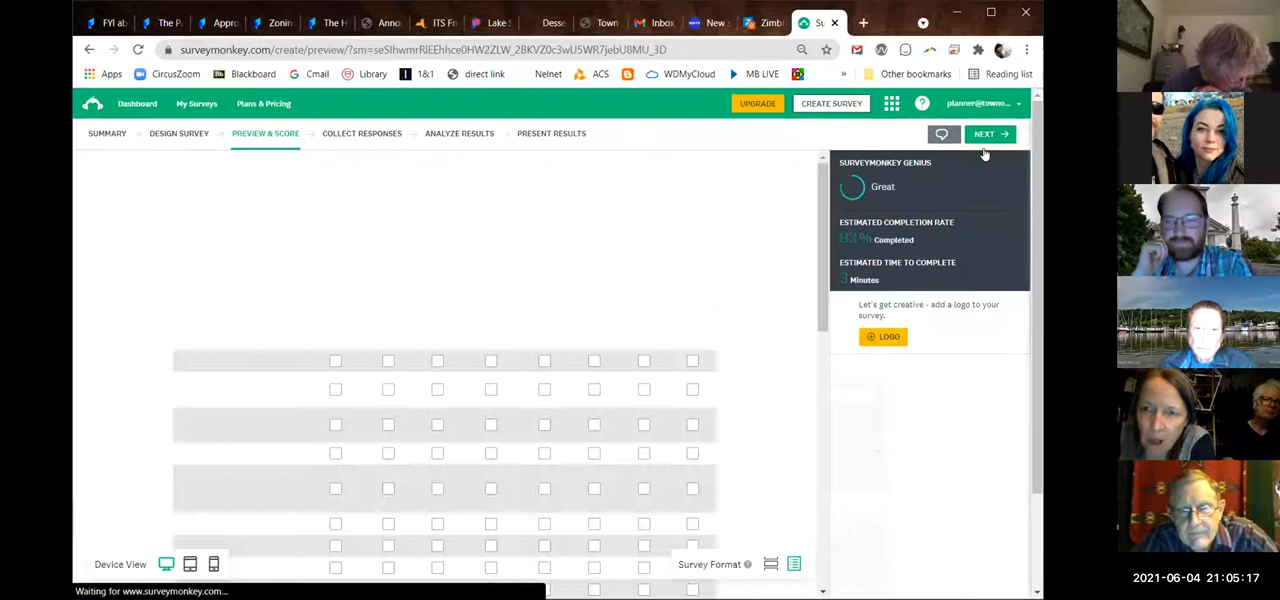 FYI ab
The P
Appro
Zonin
The H
Anno
ITS Fr
Lake
Desse
Town
Inbox
New
Zimb
Su
surveymonkey.com/create/preview/?sm=
Apps
CircusZoom
Blackboard
Gmail
Library
1&1
direct link
Nelnet
ACS
WDMyCloud
MB LIVE
»
Other bookmarks
Reading list
Dashboard
My Surveys
Plans & Pricing
UPGRADE
CREATE SURVEY
planner@towno...
SUMMARY
DESIGN SURVEY
PREVIEW & SCORE
COLLECT RESPONSES
ANALYZE RESULTS
PRESENT RESULTS
NEXT →
SURVEYMONKEY GENIUS
Great
ESTIMATED COMPLETION RATE
83% Completed
ESTIMATED TIME TO COMPLETE
3 Minutes
Let's get creative - add a logo to your
survey.
LOGO
Device View
Survey Format
Waiting for www.surveymonkey.com...
2021-06-04 21:05:17